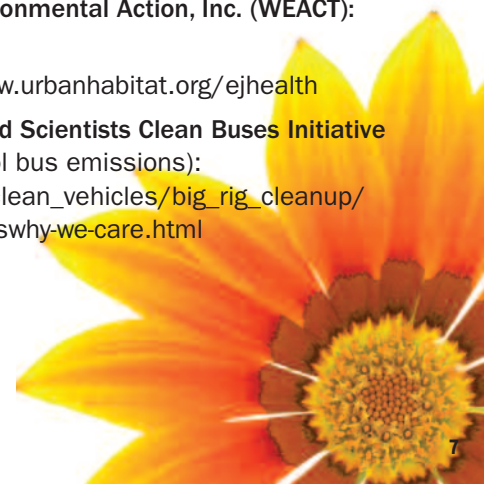 onmental Action, Inc. (WEACT):
w.urbanhabitat.org/ejhealth
d Scientists Clean Buses Initiative
ol bus emissions):
lean_vehicles/big_rig_cleanup/
swhy-we-care.html
7